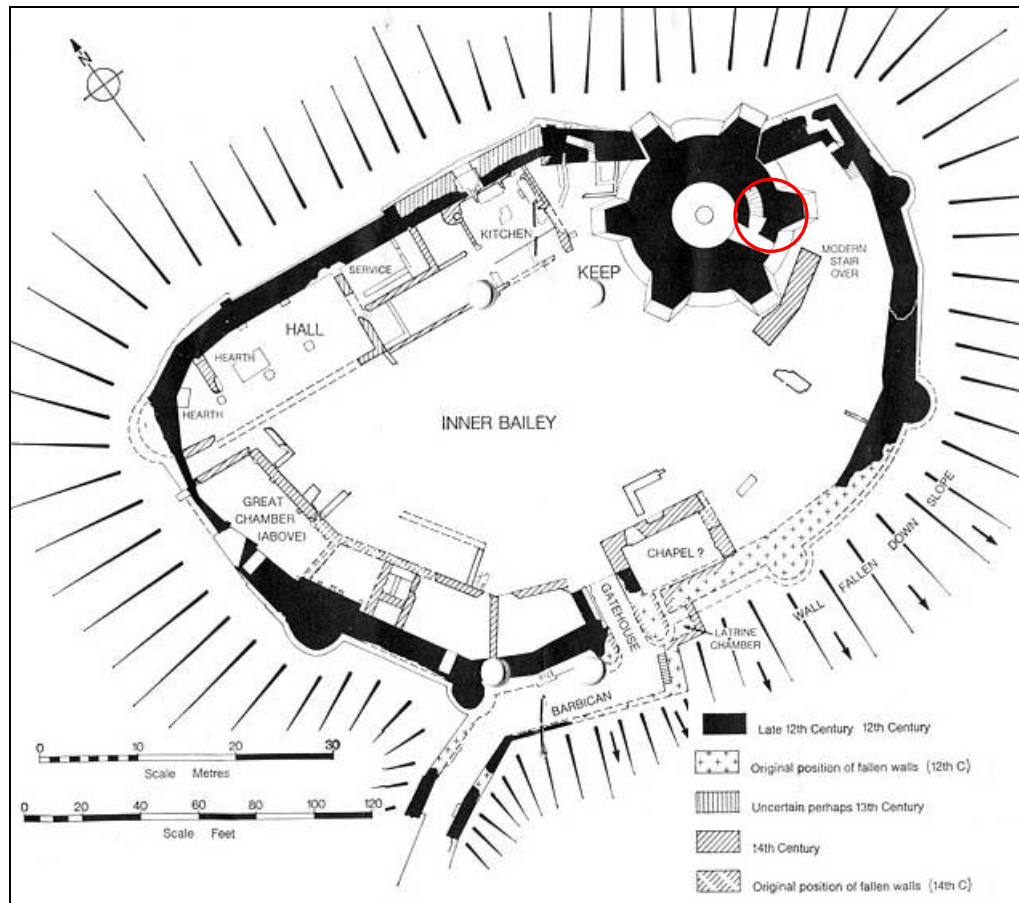 N
KITCHEN
SERVICE
KEEP
MODERN
STAIR
OVER
HALL
HEARTH
HEARTH
INNER BAILEY
GREAT
CHAMBER
(ABOVE)
CHAPEL ?
GATEHOUSE
LATRINE
CHAMBER
BARBICAN
WALL FALLEN DOWN SLOPE
0 10 20 30
Scale Metres
0 20 40 60 80 100 120
Scale Feet
Late 12th Century 12th Century
Original position of fallen walls (12th C)
Uncertain perhaps 13th Century
14th Century
Original position of fallen walls (14th C)